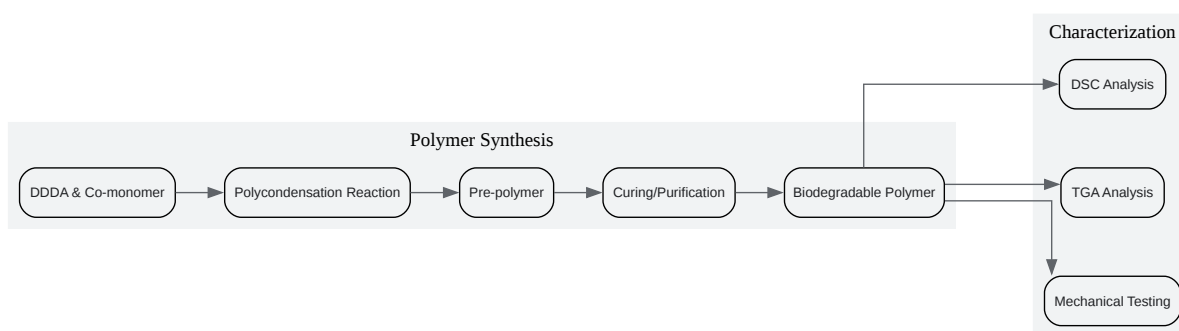 Characterization
DSC Analysis
Polymer Synthesis
DDDA & Co-monomer
Polycondensation Reaction
Pre-polymer
Curing/Purification
Biodegradable Polymer
TGA Analysis
Mechanical Testing